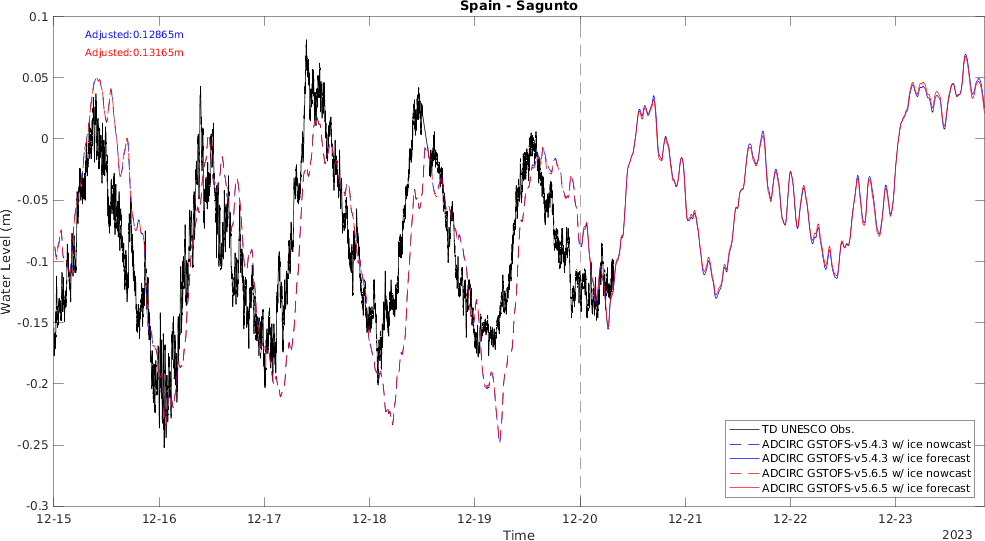 Spain - Sagunto
Adjusted:0.12865m
Adjusted:0.13165m
0.1
0.05
0
-0.05
-0.1
-0.15
-0.2
-0.25
-0.3
Water Level (m)
TD UNESCO Obs.
ADCIRC GSTOFS-v5.4.3 w/ ice nowcast
ADCIRC GSTOFS-v5.4.3 w/ ice forecast
ADCIRC GSTOFS-v5.6.5 w/ ice nowcast
ADCIRC GSTOFS-v5.6.5 w/ ice forecast
12-15 12-16 12-17 12-18 12-19 12-20 12-21 12-22 12-23
Time
2023